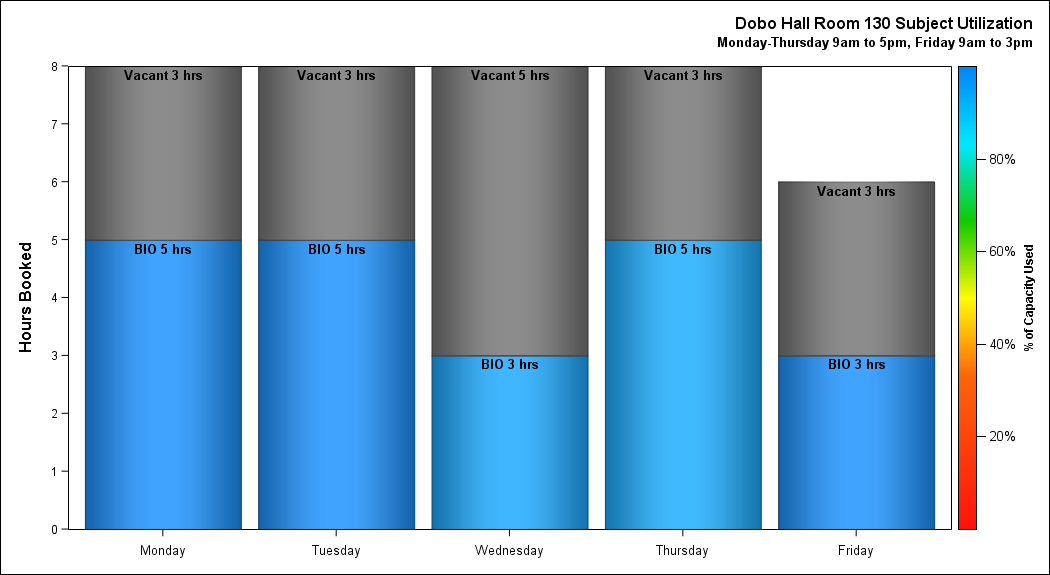 Dobo Hall Room 130 Subject Utilization
Monday-Thursday 9am to 5pm, Friday 9am to 3pm
Hours Booked
8
7
6
5
4
3
2
1
0
Vacant 3 hrs
BIO 5 hrs
Vacant 3 hrs
BIO 5 hrs
Vacant 5 hrs
BIO 3 hrs
Vacant 3 hrs
BIO 5 hrs
Vacant 3 hrs
BIO 3 hrs
Monday
Tuesday
Wednesday
Thursday
Friday
80%
60%
40%
20%
% of Capacity Used